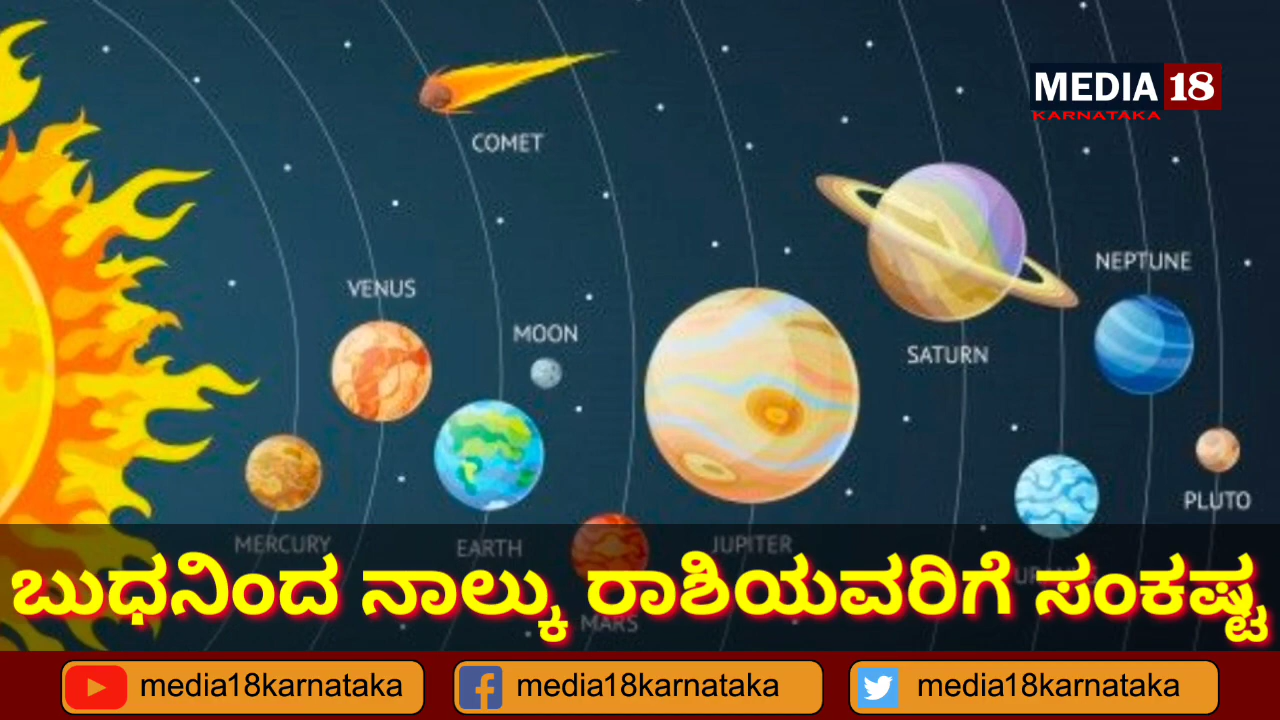 COMET
MEDIA 18
KARNATAKA
VENUS
MOON
NEPTUNE
SATURN
PLUTO
MERCURY
EARTH
JUPITER
URANUS
MARS
ಬುಧನಿಂದ ನಾಲ್ಕು ರಾಶಿಯವರಿಗೆ ಸಂಕಷ್ಟ
media18karnataka
media18karnataka
media18karnataka